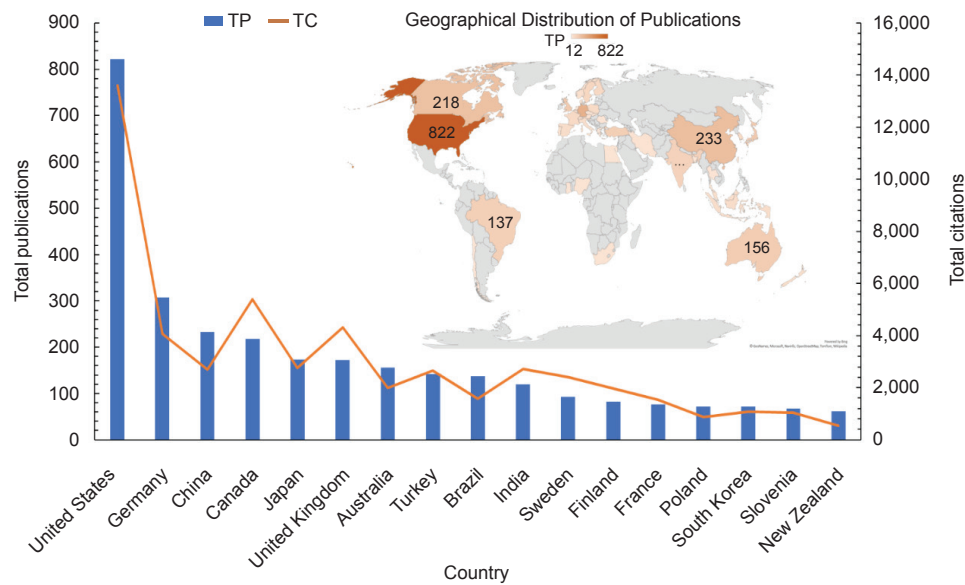 TP
TC
Geographical Distribution of Publications
TP
12 822
900
800
700
600
500
400
300
200
100
0
Total publications
16,000
14,000
12,000
10,000
8,000
6,000
4,000
2,000
0
Total citations
218
822
233
...
137
156
Powered by Bing
United States
Germany
China
Canada
Japan
United Kingdom
Australia
Turkey
Brazil
India
Sweden
Finland
France
Poland
South Korea
Slovenia
New Zealand
Country